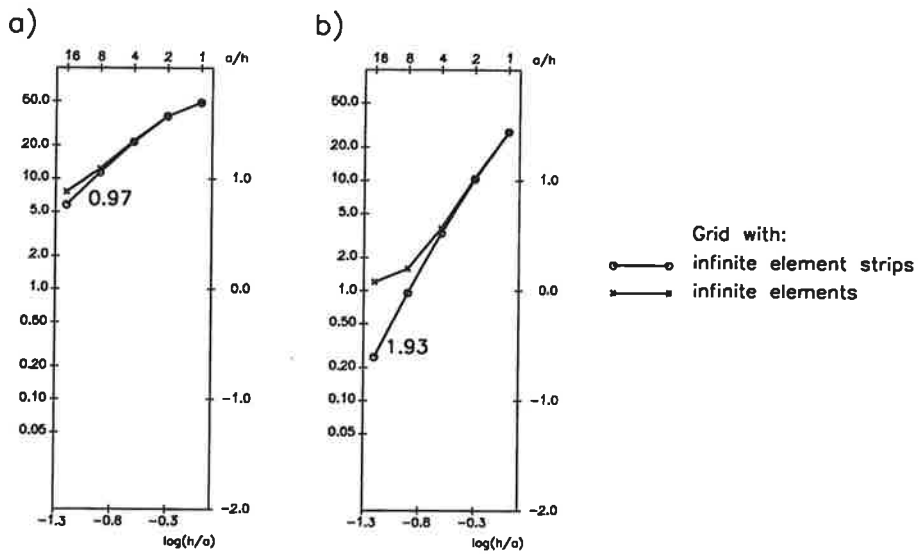 a)
16 8 4 2 1 a/h
50.0
20.0
10.0
5.0
2.0
1.0
0.50
0.20
0.10
0.05
0.97
1.0
0.0
−1.0
−2.0
−1.3 −0.8 −0.5
log(h/a)
b)
16 8 4 2 1 a/h
50.0
20.0
10.0
5.0
2.0
1.0
0.50
0.20
0.10
0.05
1.93
1.0
0.0
−1.0
−2.0
−1.3 −0.8 −0.3
log(h/a)
Grid with:
infinite element strips
infinite elements